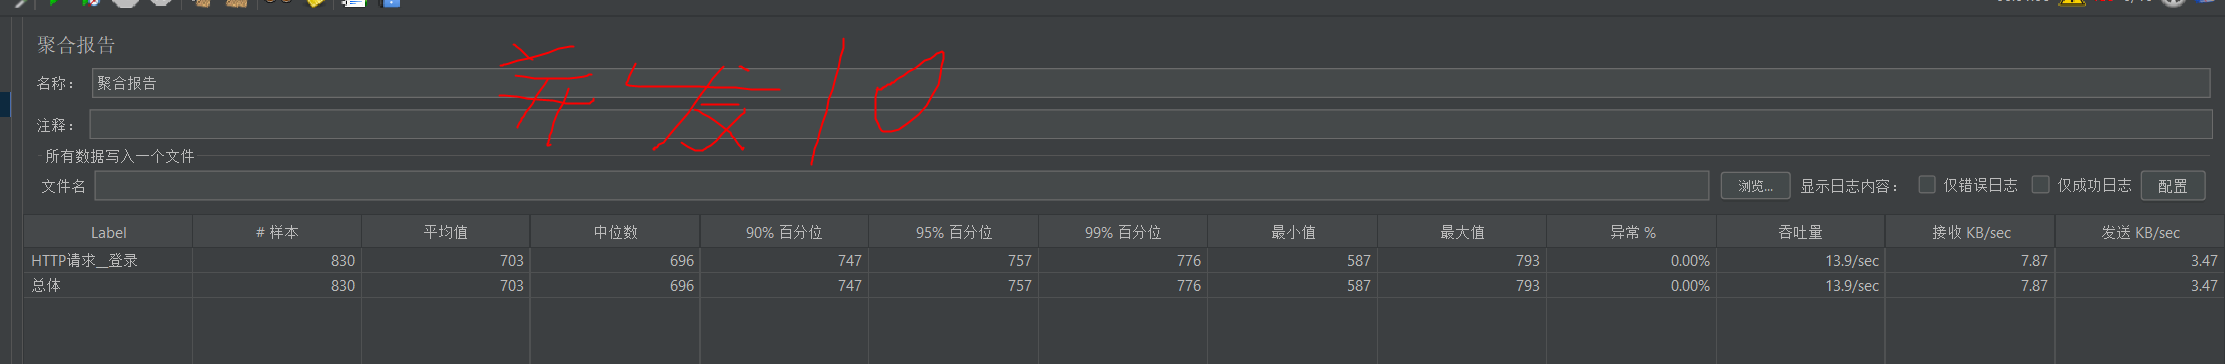 聚合报告
并发10
名称： 聚合报告
注释：
所有数据写入一个文件
文件名 浏览... 显示日志内容： 仅错误日志 仅成功日志 配置
Label # 样本 平均值 中位数 90% 百分位 95% 百分位 99% 百分位 最小值 最大值 异常 % 吞吐量 接收 KB/sec 发送 KB/sec
HTTP请求__登录 830 703 696 747 757 776 587 793 0.00% 13.9/sec 7.87 3.47
总体 830 703 696 747 757 776 587 793 0.00% 13.9/sec 7.87 3.47